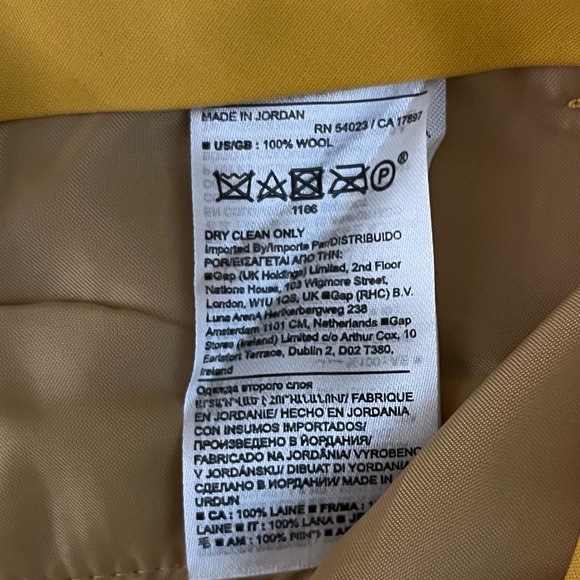 MADE IN JORDAN
RN 54023 / CA 17897
■ US/GB : 100% WOOL
P ®
1106
DRY CLEAN ONLY
Imported By/Importe Par/DISTRIBUIDO
POR/ΕΙΣΑΓΕΤΑΙ ΑΠΟ ΤΗΝ:
■Gap (UK Holdings) Limited, 2nd Floor
Nations House, 103 Wigmore Street,
London, W1U 1QS, UK ■Gap (RHC) B.V.
Luna ArenA Herikerbergweg 238
Amsterdam 1101 CM, Netherlands ■Gap
Stores (Ireland) Limited c/o Arthur Cox, 10
Earlsfort Terrace, Dublin 2, D02 T380,
Ireland
Одежда второго слоя
FABRIQUE
EN JORDANIE/ HECHO EN JORDANIA
CON INSUMOS IMPORTADOS/
ПРОИЗВЕДЕНО В ЙОРДАНИЯ/
FABRICADO NA JORDÂNIA/ VYROBENO
V JORDÁNSKU/ DIBUAT DI YORDANIA
СДЕЛАНО В ИОРДАНИИ/ MADE IN
URDUN
■ CA : 100% LAINE ■ FR/MA :
LAINE ■ IT : 100% LANA ■
毛 ■ AM : 100%